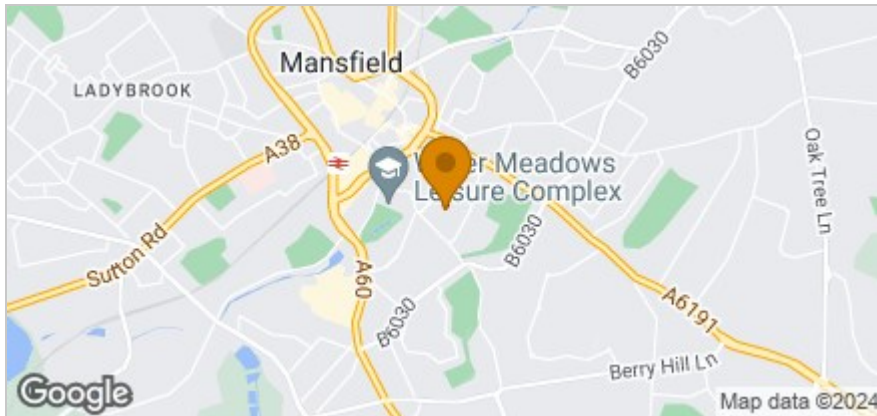 Mansfield
B6030
LADYBROOK
A38
Oak Tree Ln
Meadows
Leisure Complex
Sutton Rd
A60
B6030
B6030
A6191
Berry Hill Ln
Google
Map data ©2024